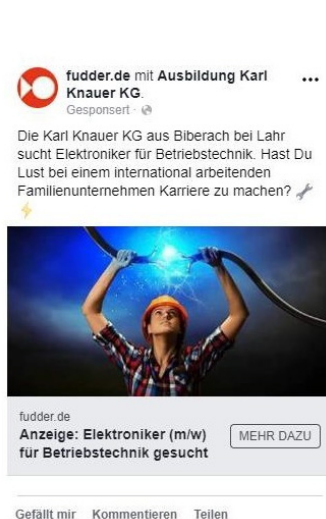 fudder.de mit Ausbildung Karl
Knauer KG.
Gesponsert ·
Die Karl Knauer KG aus Biberach bei Lahr
sucht Elektroniker für Betriebstechnik. Hast Du
Lust bei einem international arbeitenden
Familienunternehmen Karriere zu machen?
fudder.de
Anzeige: Elektroniker (m/w)
für Betriebstechnik gesucht
MEHR DAZU
Gefällt mir Kommentieren Teilen